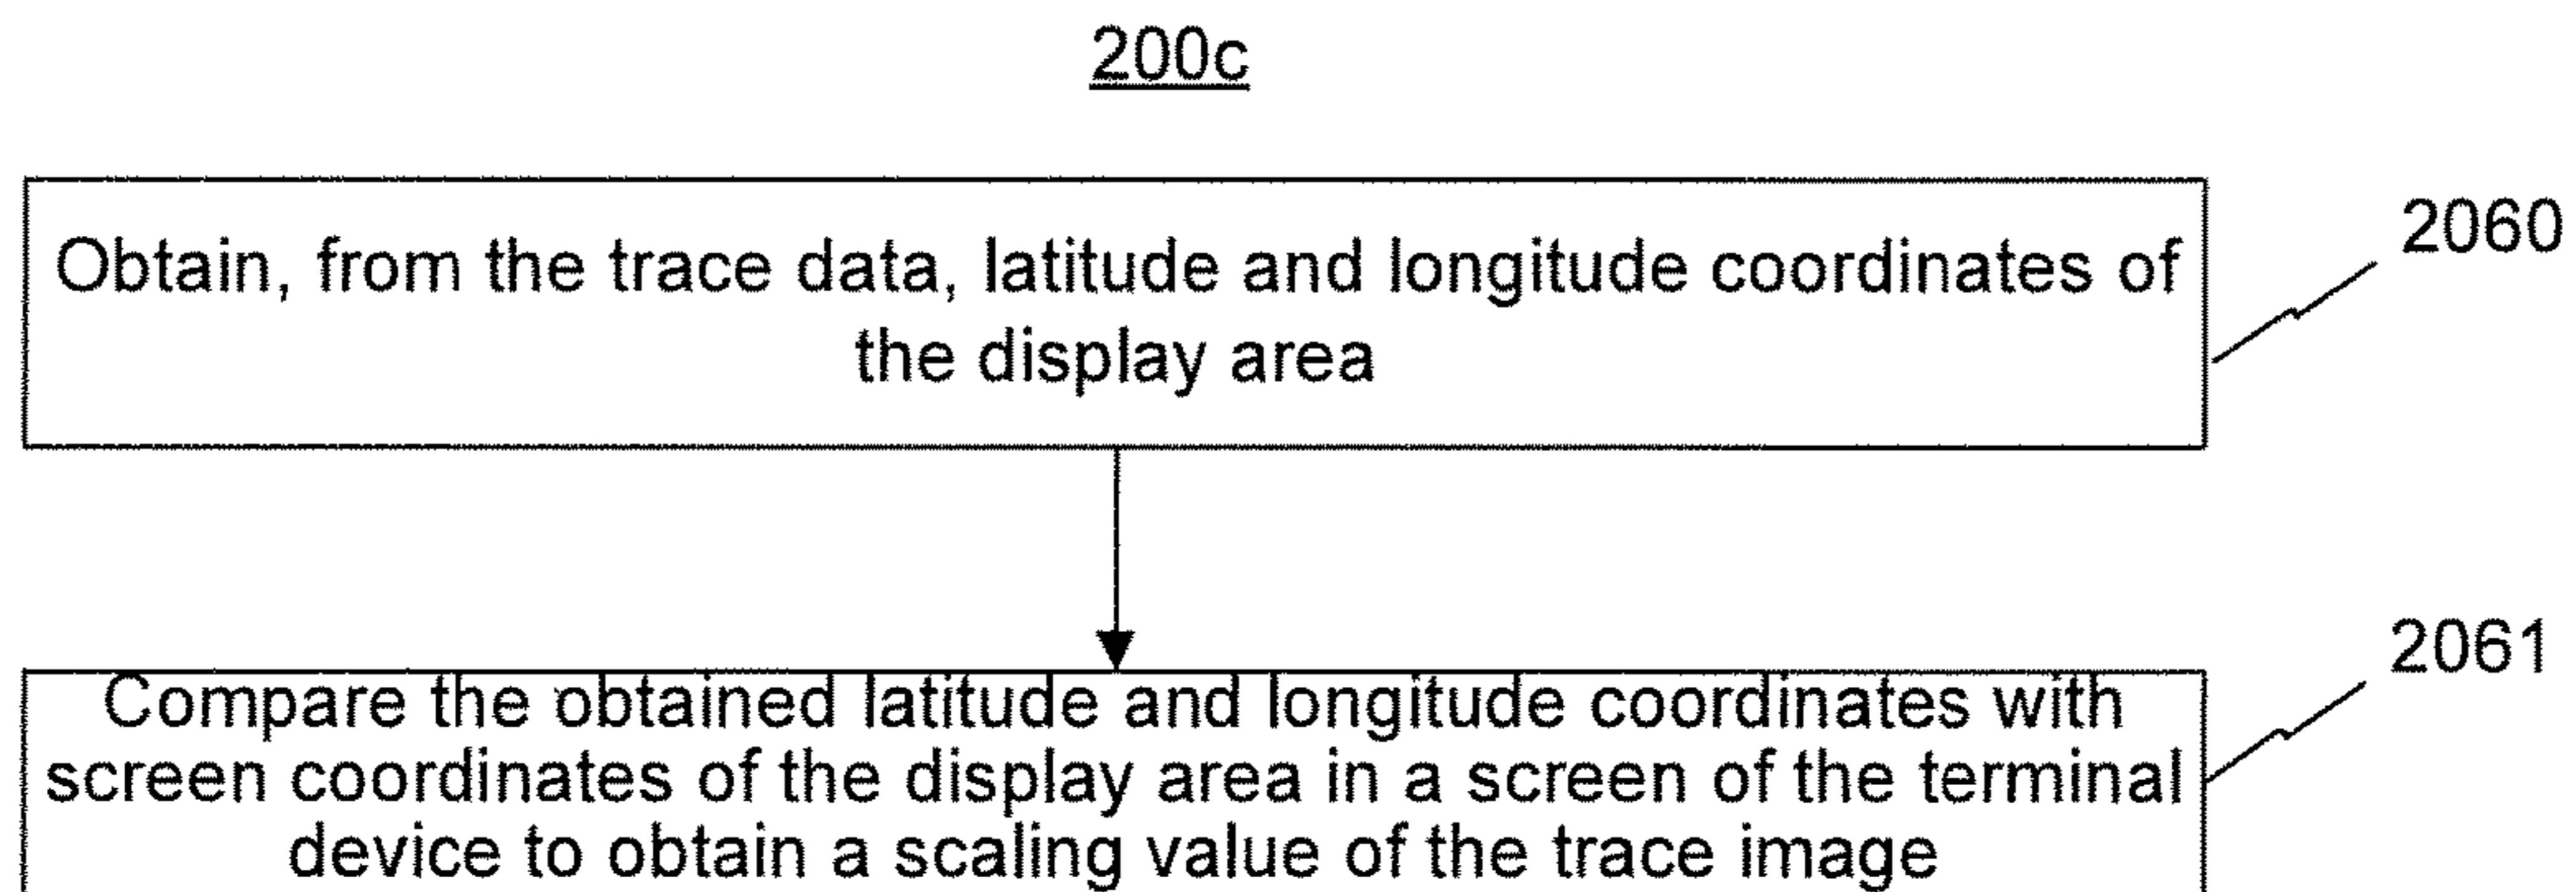 200c
Obtain, from the trace data, latitude and longitude coordinates of
the display area
2060
Compare the obtained latitude and longitude coordinates with
screen coordinates of the display area in a screen of the terminal
device to obtain a scaling value of the trace image
2061